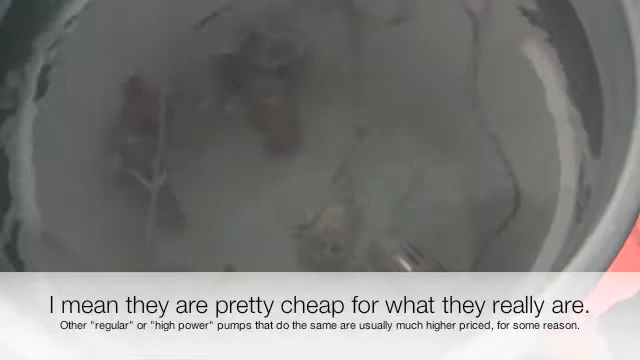 I mean they are pretty cheap for what they really are.
Other "regular" or "high power" pumps that do the same are usually much higher priced, for some reason.